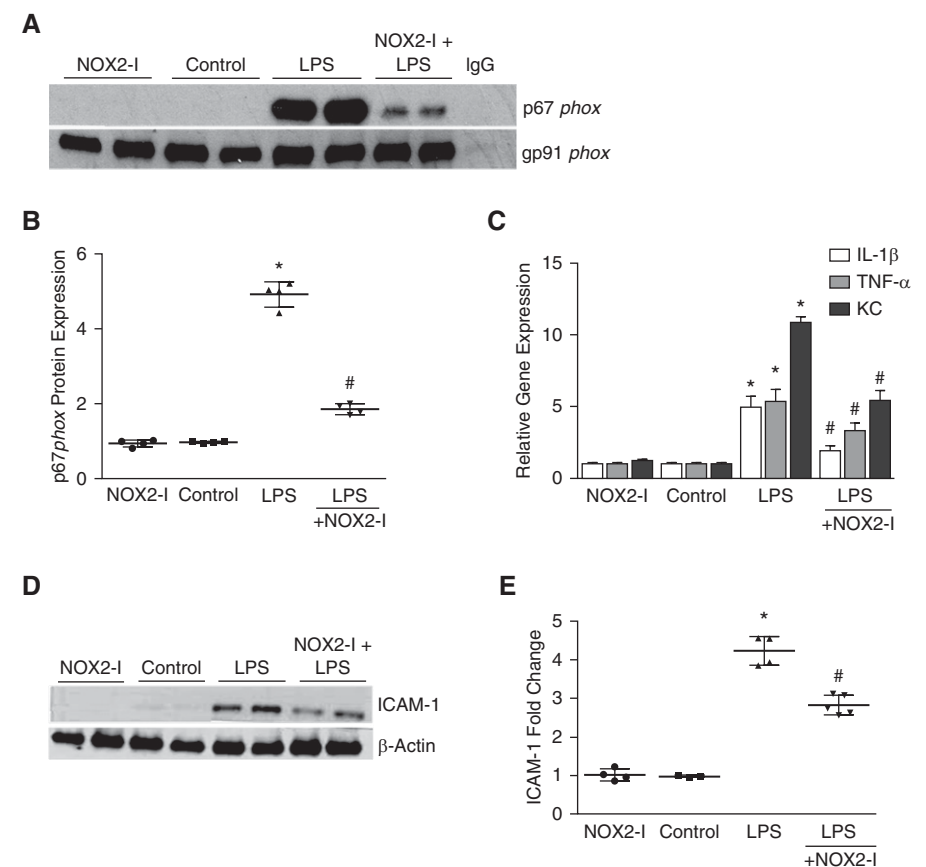 A
NOX2-I Control LPS NOX2-I + LPS IgG
p67 phox
gp91 phox
B
p67phox Protein Expression
6
4
2
0
*
#
NOX2-I Control LPS LPS
+NOX2-I
C
Relative Gene Expression
15
10
5
0
IL-1β
TNF-α
KC
* * *
# # #
NOX2-I Control LPS LPS
+NOX2-I
D
NOX2-I Control LPS NOX2-I + LPS
ICAM-1
β-Actin
E
ICAM-1 Fold Change
5
4
3
2
1
0
*
#
NOX2-I Control LPS LPS
+NOX2-I